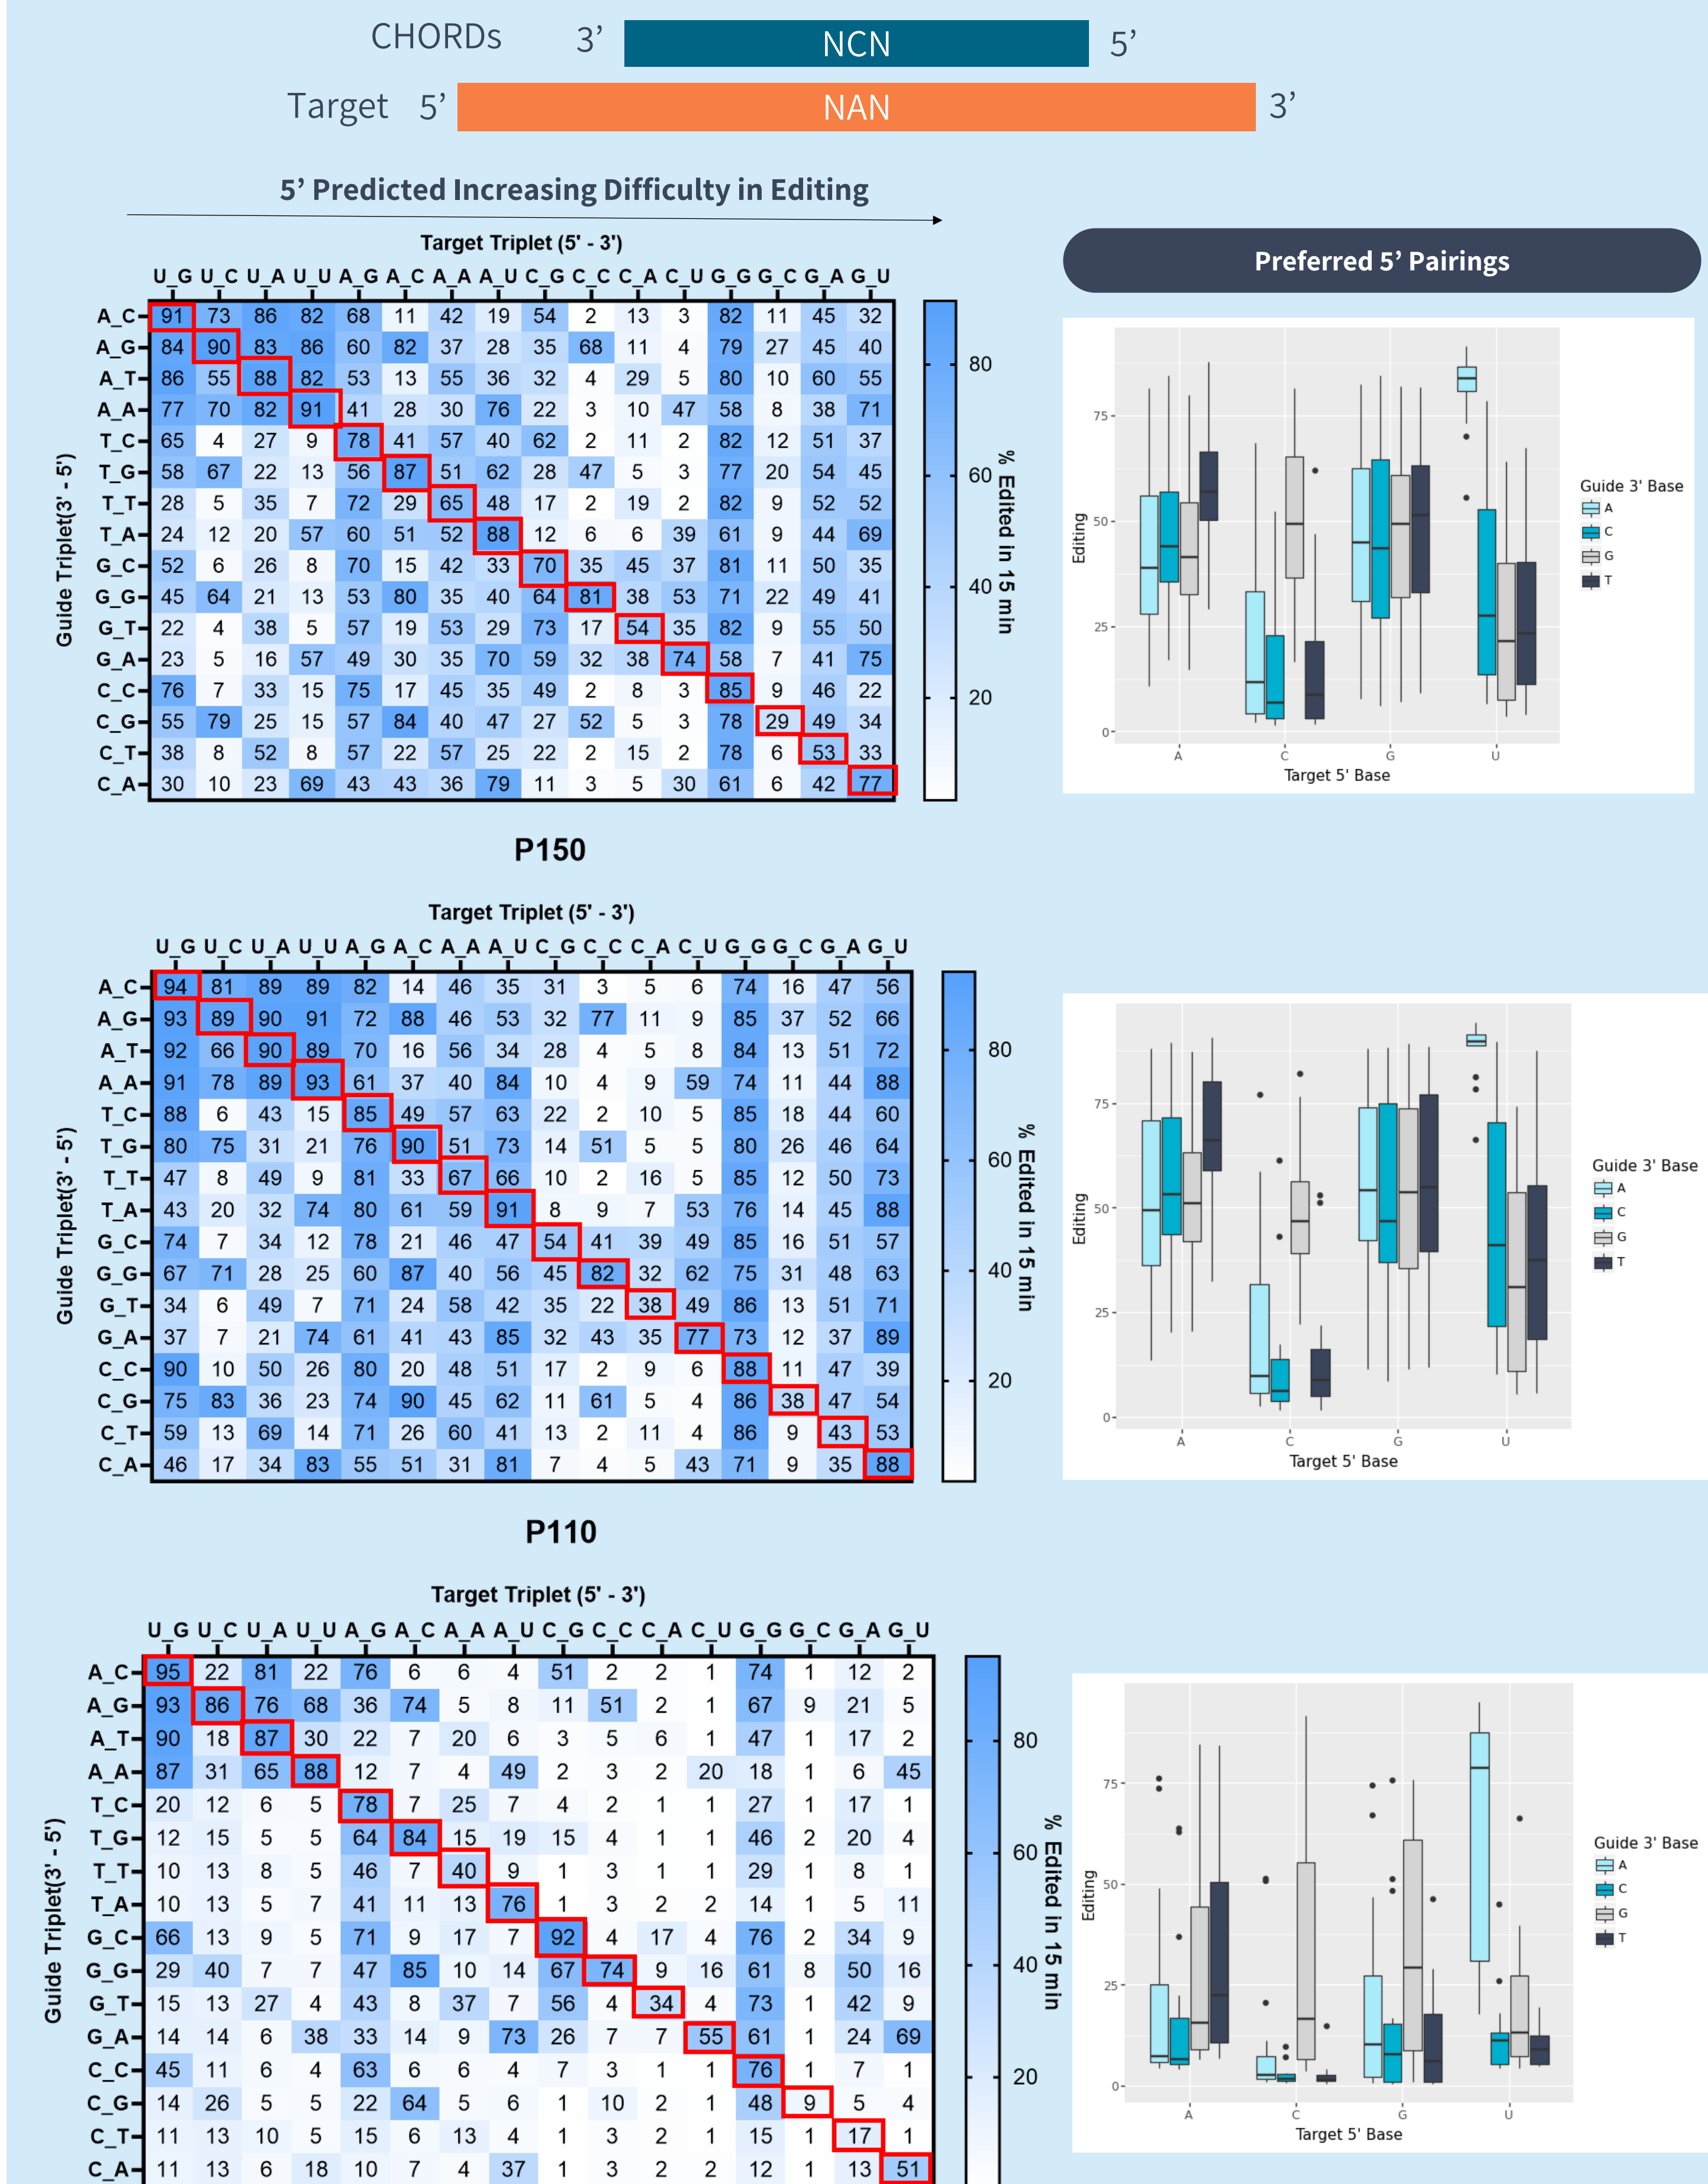 CHORDs 3’ NCN 5’
Target 5’ NAN 3’
5’ Predicted Increasing Difficulty in Editing
Target Triplet (5' - 3')
U_G U_C U_A U_U A_G A_C A_A A_U C_G C_C C_A C_U G_G G_C G_A G_U
A_C 91 73 86 82 68 11 42 19 54 2 13 3 82 11 45 32
A_G 84 90 83 86 60 82 37 28 35 68 11 4 79 27 45 40
A_T 86 55 88 82 53 13 55 36 32 4 29 5 80 10 60 55
A_A 77 70 82 91 41 28 30 76 22 3 10 47 58 8 38 71
T_C 65 4 27 9 78 41 57 40 62 2 11 2 82 12 51 37
T_G 58 67 22 13 56 87 51 62 28 47 5 3 77 20 54 45
T_T 28 5 35 7 72 29 65 48 17 2 19 2 82 9 52 52
T_A 24 12 20 57 60 51 52 88 12 6 6 39 61 9 44 69
G_C 52 6 26 8 70 15 42 33 70 35 45 37 81 11 50 35
G_G 45 64 21 13 53 80 35 40 64 81 38 53 71 22 49 41
G_T 22 4 38 5 57 19 53 29 73 17 54 35 82 9 55 50
G_A 23 5 16 57 49 30 35 70 59 32 38 74 58 7 41 75
C_C 76 7 33 15 75 17 45 35 49 2 8 3 85 9 46 22
C_G 55 79 25 15 57 84 40 47 27 52 5 3 78 29 49 34
C_T 38 8 52 8 57 22 57 25 22 2 15 2 78 6 53 33
C_A 30 10 23 69 43 43 36 79 11 3 5 30 61 6 42 77
Guide Triplet(3' - 5')
80
60
40
20
% Edited in 15 min
Preferred 5’ Pairings
75
50
25
0
Editing
A C G U
Target 5' Base
Guide 3' Base
A
C
G
T
P150
Target Triplet (5' - 3')
U_G U_C U_A U_U A_G A_C A_A A_U C_G C_C C_A C_U G_G G_C G_A G_U
A_C 94 81 89 89 82 14 46 35 31 3 5 6 74 16 47 56
A_G 93 89 90 91 72 88 46 53 32 77 11 9 85 37 52 66
A_T 92 66 90 89 70 16 56 34 28 4 5 8 84 13 51 72
A_A 91 78 89 93 61 37 40 84 10 4 9 59 74 11 44 88
T_C 88 6 43 15 85 49 57 63 22 2 10 5 85 18 44 60
T_G 80 75 31 21 76 90 51 73 14 51 5 5 80 26 46 64
T_T 47 8 49 9 81 33 67 66 10 2 16 5 85 12 50 73
T_A 43 20 32 74 80 61 59 91 8 9 7 53 76 14 45 88
G_C 74 7 34 12 78 21 46 47 54 41 39 49 85 16 51 57
G_G 67 71 28 25 60 87 40 56 45 82 32 62 75 31 48 63
G_T 34 6 49 7 71 24 58 42 35 22 38 49 86 13 51 71
G_A 37 7 21 74 61 41 43 85 32 43 35 77 73 12 37 89
C_C 90 10 50 26 80 20 48 51 17 2 9 6 88 11 47 39
C_G 75 83 36 23 74 90 45 62 11 61 5 4 86 38 47 54
C_T 59 13 69 14 71 26 60 41 13 2 11 4 86 9 43 53
C_A 46 17 34 83 55 51 31 81 7 4 5 43 71 9 35 88
Guide Triplet(3' - 5')
80
60
40
20
% Edited in 15 min
75
50
25
0
Editing
A C G U
Target 5' Base
Guide 3' Base
A
C
G
T
P110
Target Triplet (5' - 3')
U_G U_C U_A U_U A_G A_C A_A A_U C_G C_C C_A C_U G_G G_C G_A G_U
A_C 95 22 81 22 76 6 6 4 51 2 2 1 74 1 12 2
A_G 93 86 76 68 36 74 5 8 11 51 2 1 67 9 21 5
A_T 90 18 87 30 22 7 20 6 3 5 6 1 47 1 17 2
A_A 87 31 65 88 12 7 4 49 2 3 2 20 18 1 6 45
T_C 20 12 6 5 78 7 25 7 4 2 1 1 27 1 17 1
T_G 12 15 5 5 64 84 15 19 15 4 1 1 46 2 20 4
T_T 10 13 8 5 46 7 40 9 1 3 1 1 29 1 8 1
T_A 10 13 5 7 41 11 13 76 1 3 2 2 14 1 5 11
G_C 66 13 9 5 71 9 17 7 92 4 17 4 76 2 34 9
G_G 29 40 7 7 47 85 10 14 67 74 9 16 61 8 50 16
G_T 15 13 27 4 43 8 37 7 56 4 34 4 73 1 42 9
G_A 14 14 6 38 33 14 9 73 26 7 7 55 61 1 24 69
C_C 45 11 6 4 63 6 6 4 7 3 1 1 76 1 7 1
C_G 14 26 5 5 22 64 5 6 1 10 2 1 48 9 5 4
C_T 11 13 10 5 15 6 13 4 1 3 2 1 15 1 17 1
C_A 11 13 6 18 10 7 4 37 1 3 2 2 12 1 13 51
Guide Triplet(3' - 5')
80
60
40
20
% Edited in 15 min
75
50
25
0
Editing
A C G U
Target 5' Base
Guide 3' Base
A
C
G
T